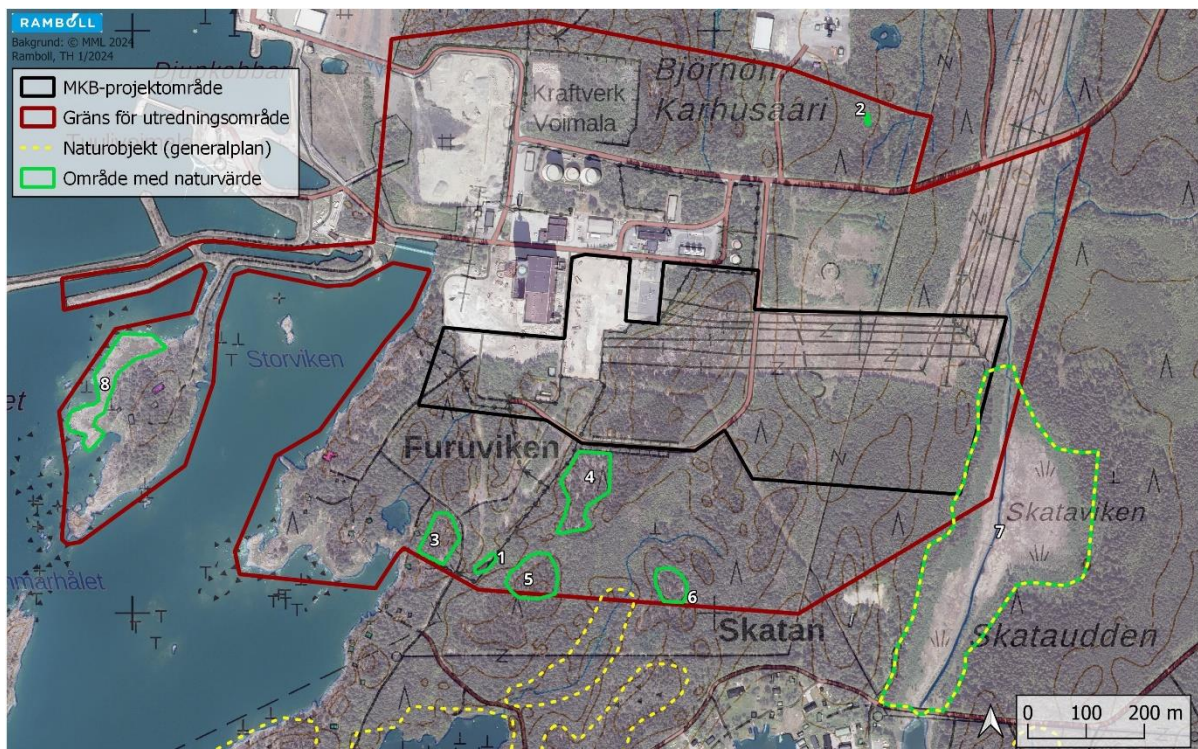 RAMBOLL
Bakgrund: © MML 2024
Ramboll, TH 1/2024
MKB-projektområde
Gräns för utredningsområde
Naturobjekt (generalplan)
Område med naturvärde
Kraftverk
Voimala
Björnön
Karhusaari
2
8
Storviken
et
Furuviken
4
3
1
5
6
7
Skataviken
Skatan
Skataudden
0 100 200 m